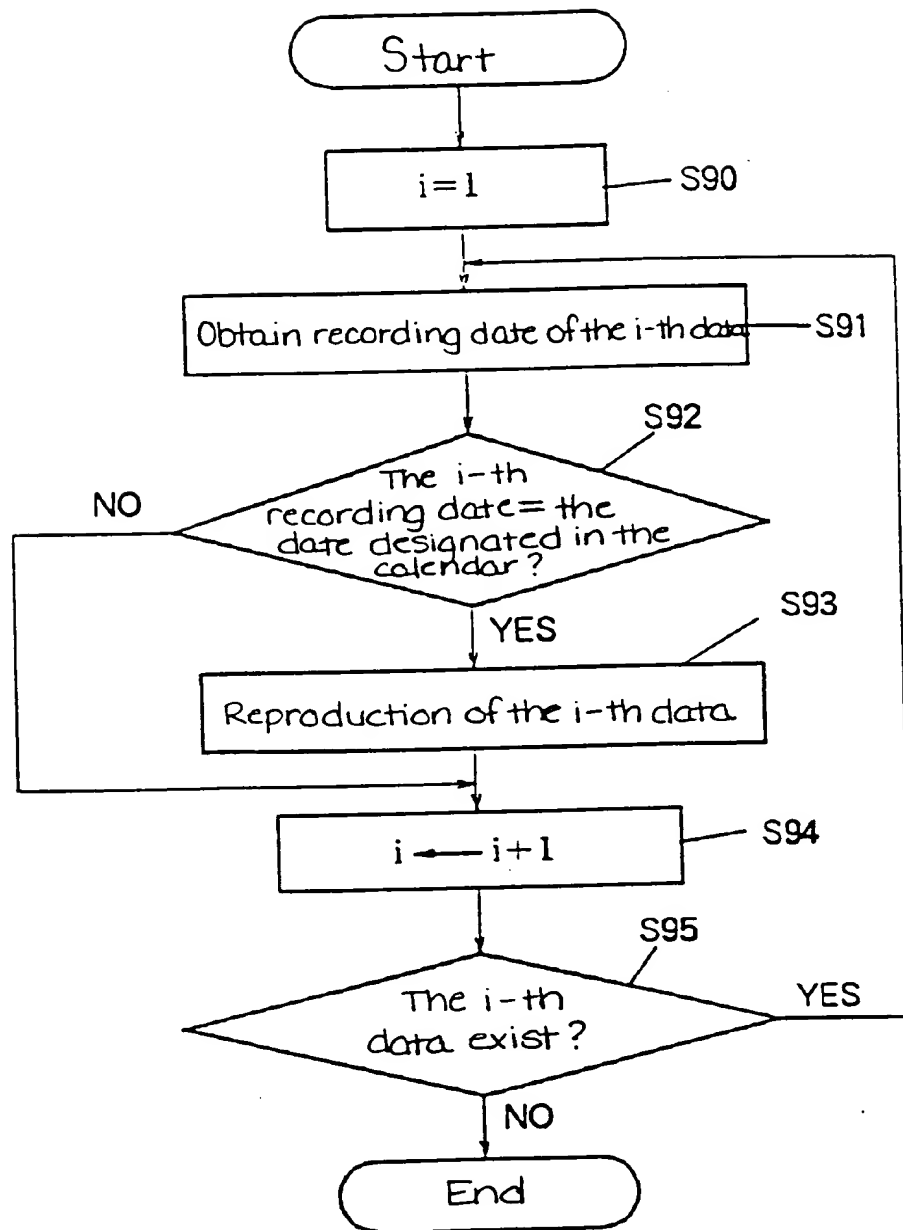 Start
i=1
S90
Obtain recording date of the i-th data
S91
S92
NO
The i-th
recording date= the
date designated in the
calendar?
YES
S93
Reproduction of the i-th data
i ← i+1
S94
S95
The i-th
data exist?
YES
NO
End